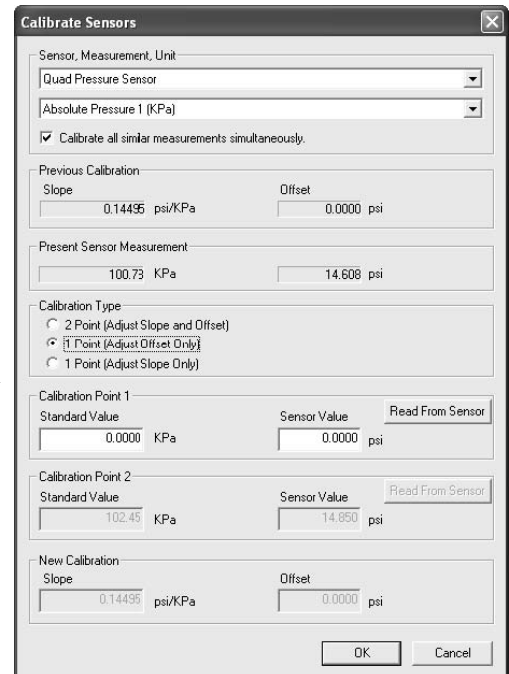 Calibrate Sensors
Sensor, Measurement, Unit
Quad Pressure Sensor
Absolute Pressure 1 (KPa)
Calibrate all similar measurements simultaneously.
Previous Calibration
Slope Offset
0.14495 psi/KPa 0.0000 psi
Present Sensor Measurement
100.73 KPa 14.608 psi
Calibration Type
2 Point (Adjust Slope and Offset)
1 Point (Adjust Offset Only)
1 Point (Adjust Slope Only)
Calibration Point 1
Standard Value Sensor Value Read From Sensor
0.0000 KPa 0.0000 psi
Calibration Point 2
Standard Value Sensor Value Read From Sensor
102.45 KPa 14.850 psi
New Calibration
Slope Offset
0.14495 psi/KPa 0.0000 psi
OK Cancel